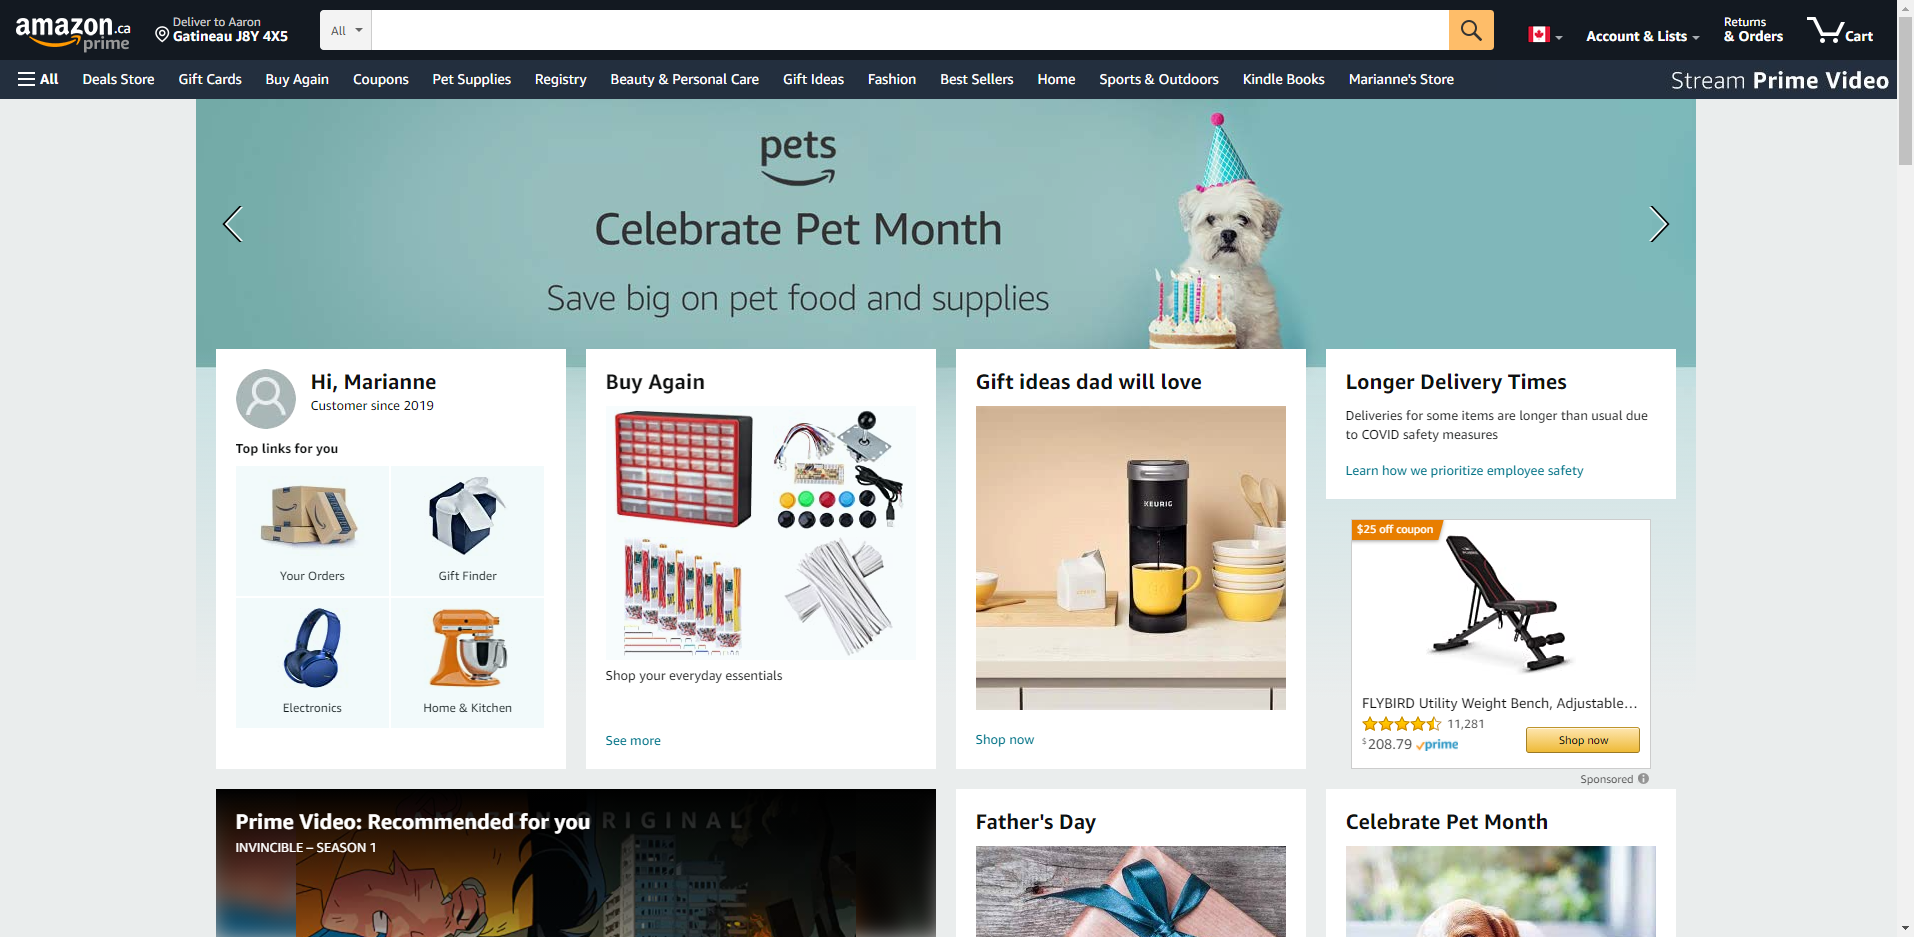 amazon.ca
prime
Deliver to Aaron
Gatineau J8Y 4X5
All
Account & Lists
Returns
& Orders
Cart
All
Deals Store
Gift Cards
Buy Again
Coupons
Pet Supplies
Registry
Beauty & Personal Care
Gift Ideas
Fashion
Best Sellers
Home
Sports & Outdoors
Kindle Books
Marianne's Store
Stream Prime Video
pets
Celebrate Pet Month
Save big on pet food and supplies
Hi, Marianne
Customer since 2019
Top links for you
Your Orders
Gift Finder
Electronics
Home & Kitchen
Buy Again
Shop your everyday essentials
See more
Gift ideas dad will love
KEURIG
Shop now
Longer Delivery Times
Deliveries for some items are longer than usual due
to COVID safety measures
Learn how we prioritize employee safety
$25 off coupon
FLYBIRD Utility Weight Bench, Adjustable…
11,281
$208.79 prime
Shop now
Sponsored
Prime Video: Recommended for you
ORIGINAL
INVINCIBLE – SEASON 1
Father's Day
Celebrate Pet Month